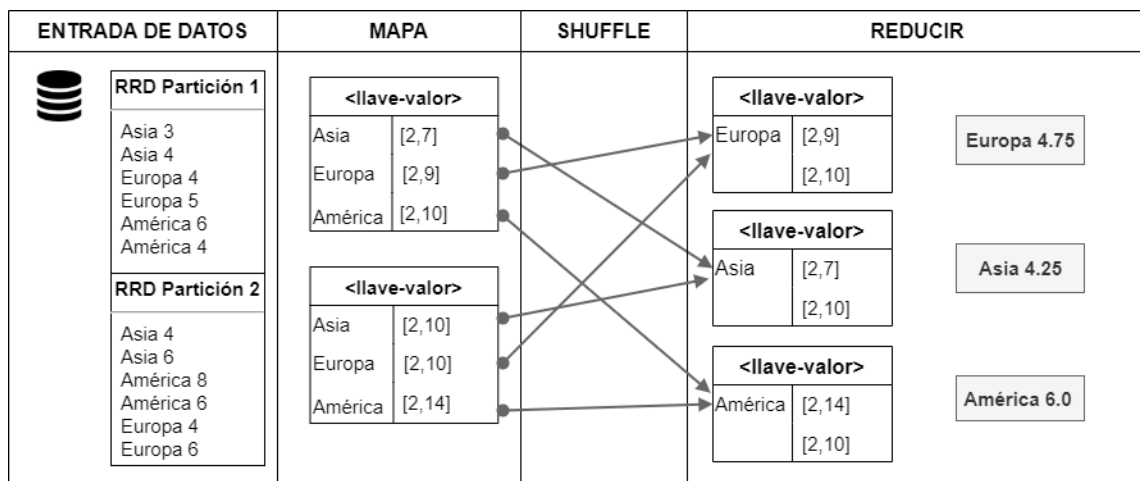 ENTRADA DE DATOS
MAPA
SHUFFLE
REDUCIR
RRD Partición 1
Asia 3
Asia 4
Europa 4
Europa 5
América 6
América 4
RRD Partición 2
Asia 4
Asia 6
América 8
América 6
Europa 4
Europa 6
<llave-valor>
Asia [2,7]
Europa [2,9]
América [2,10]
<llave-valor>
Asia [2,10]
Europa [2,10]
América [2,14]
<llave-valor>
Europa [2,9]
[2,10]
<llave-valor>
Asia [2,7]
[2,10]
<llave-valor>
América [2,14]
[2,10]
Europa 4.75
Asia 4.25
América 6.0